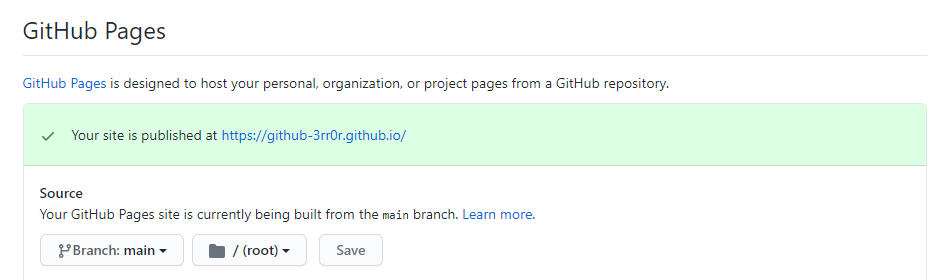 GitHub Pages
GitHub Pages is designed to host your personal, organization, or project pages from a GitHub repository.
Your site is published at https://github-3rr0r.github.io/
Source
Your GitHub Pages site is currently being built from the main branch. Learn more.
Branch: main / (root) Save